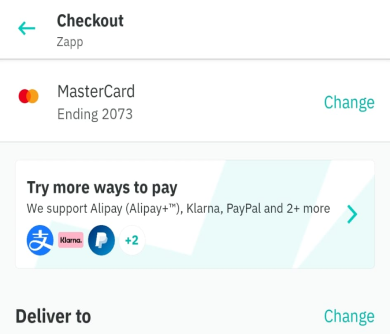 Checkout
Zapp
MasterCard
Ending 2073
Change
Try more ways to pay
We support Alipay (Alipay+™), Klarna, PayPal and 2+ more
支 Klarna. P +2
Deliver to
Change